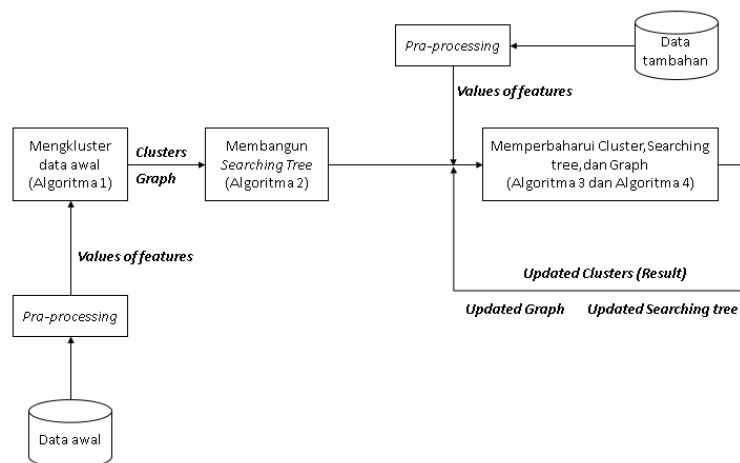 Pra-processing
Data
tambahan
Values of features
Mengkluster
data awal
(Algoritma 1)
Clusters
Graph
Membangun
Searching Tree
(Algoritma 2)
Memperbaharui Cluster, Searching
tree, dan Graph
(Algoritma 3 dan Algoritma 4)
Values of features
Updated Clusters (Result)
Updated Graph Updated Searching tree
Pra-processing
Data awal